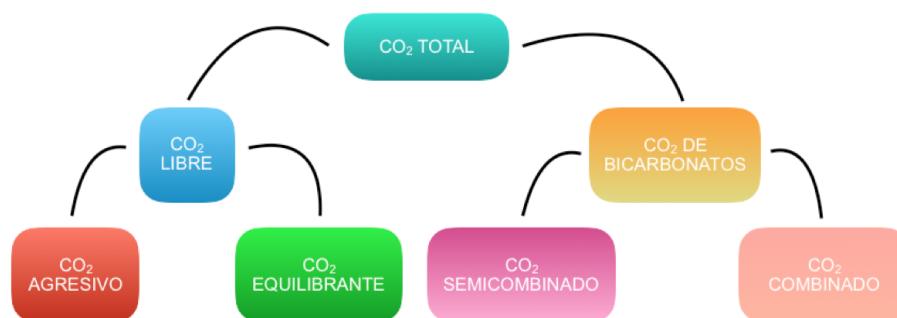 CO₂ TOTAL
CO₂
LIBRE
CO₂ DE
BICARBONATOS
CO₂
AGRESIVO
CO₂
EQUILIBRANTE
CO₂
SEMICOMBINADO
CO₂
COMBINADO